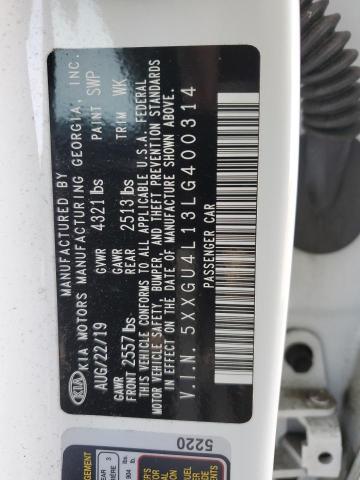 MANUFACTURED BY
KIA KIA MOTORS MANUFACTURING GEORGIA, INC.
AUG/22/19 GVWR 4321 lbs PAINT SWP
GAWR FRONT 2557 lbs GAWR REAR 2513 lbs TRIM WK
THIS VEHICLE CONFORMS TO ALL APPLICABLE U.S.A. FEDERAL
MOTOR VEHICLE SAFETY, BUMPER, AND THEFT PREVENTION STANDARDS
IN EFFECT ON THE DATE OF MANUFACTURE SHOWN ABOVE.
V.I.N. 5XXGU4L13LG400314
PASSENGER CAR
5220